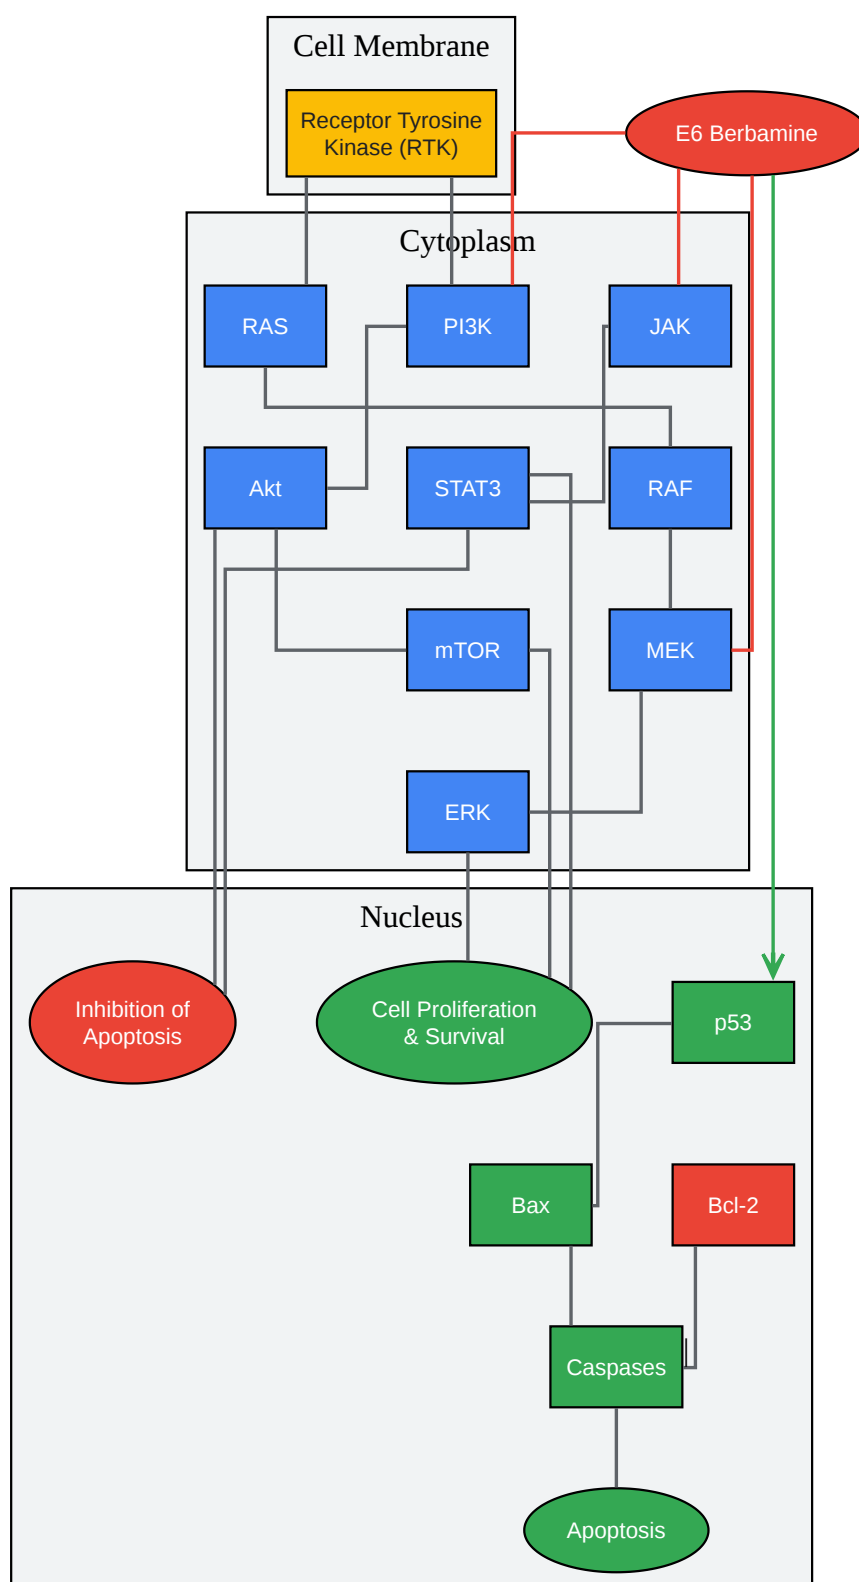 Cell Membrane
Receptor Tyrosine
Kinase (RTK)
E6 Berbamine
Cytoplasm
RAS
PI3K
JAK
Akt
STAT3
RAF
mTOR
MEK
ERK
Nucleus
Inhibition of
Apoptosis
Cell Proliferation
& Survival
p53
Bax
Bcl-2
Caspases
Apoptosis